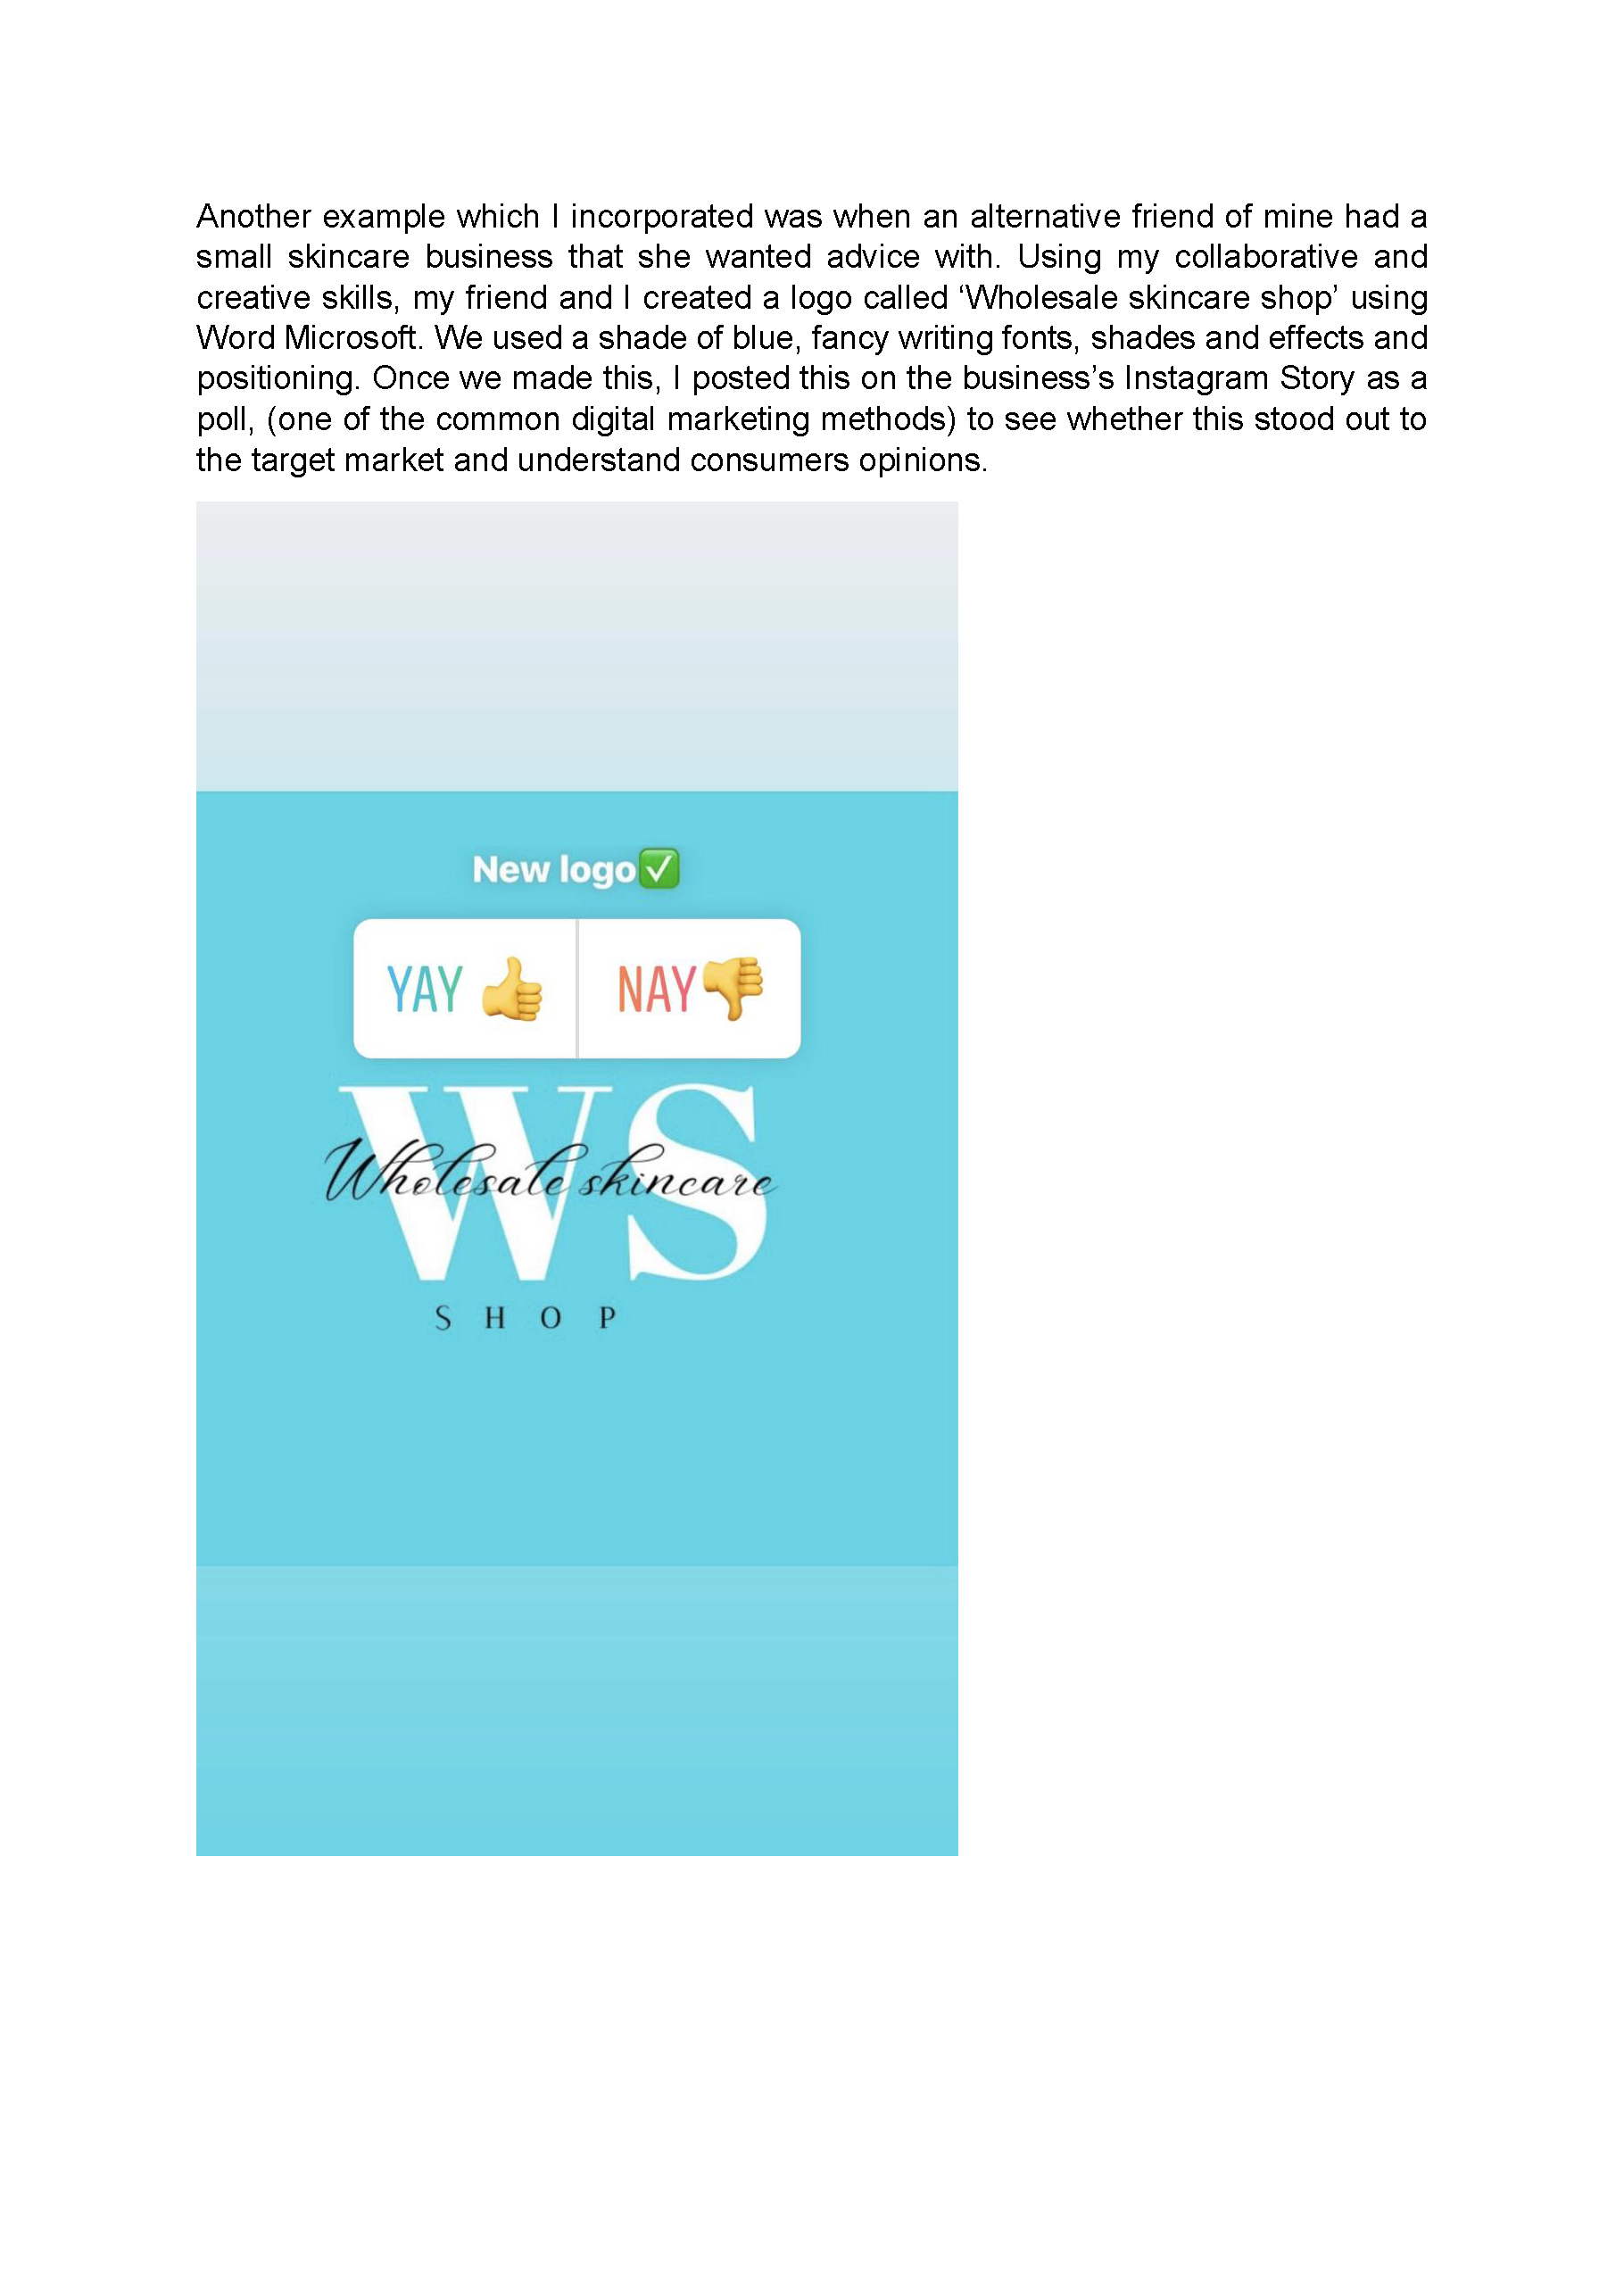 Another example which I incorporated was when an alternative friend of mine had a
small skincare business that she wanted advice with. Using my collaborative and
creative skills, my friend and I created a logo called ‘Wholesale skincare shop’ using
Word Microsoft. We used a shade of blue, fancy writing fonts, shades and effects and
positioning. Once we made this, I posted this on the business’s Instagram Story as a
poll, (one of the common digital marketing methods) to see whether this stood out to
the target market and understand consumers opinions.
New logo✅
YAY 👍 NAY👎
WS
Wholesale skincare
SHOP